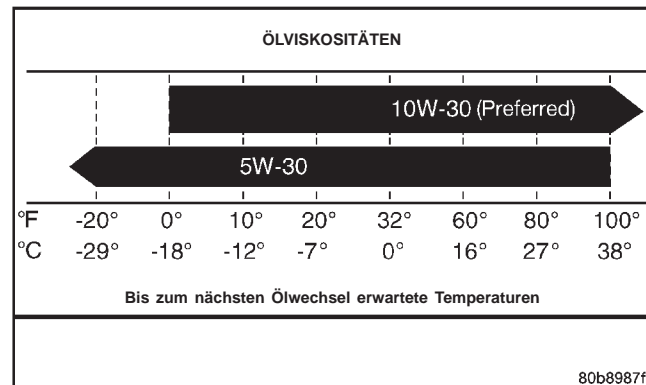 ÖLVISKOSITÄTEN
10W-30 (Preferred)
5W-30
°F -20° 0° 10° 20° 32° 60° 80° 100°
°C -29° -18° -12° -7° 0° 16° 27° 38°
Bis zum nächsten Ölwechsel erwartete Temperaturen
80b8987f